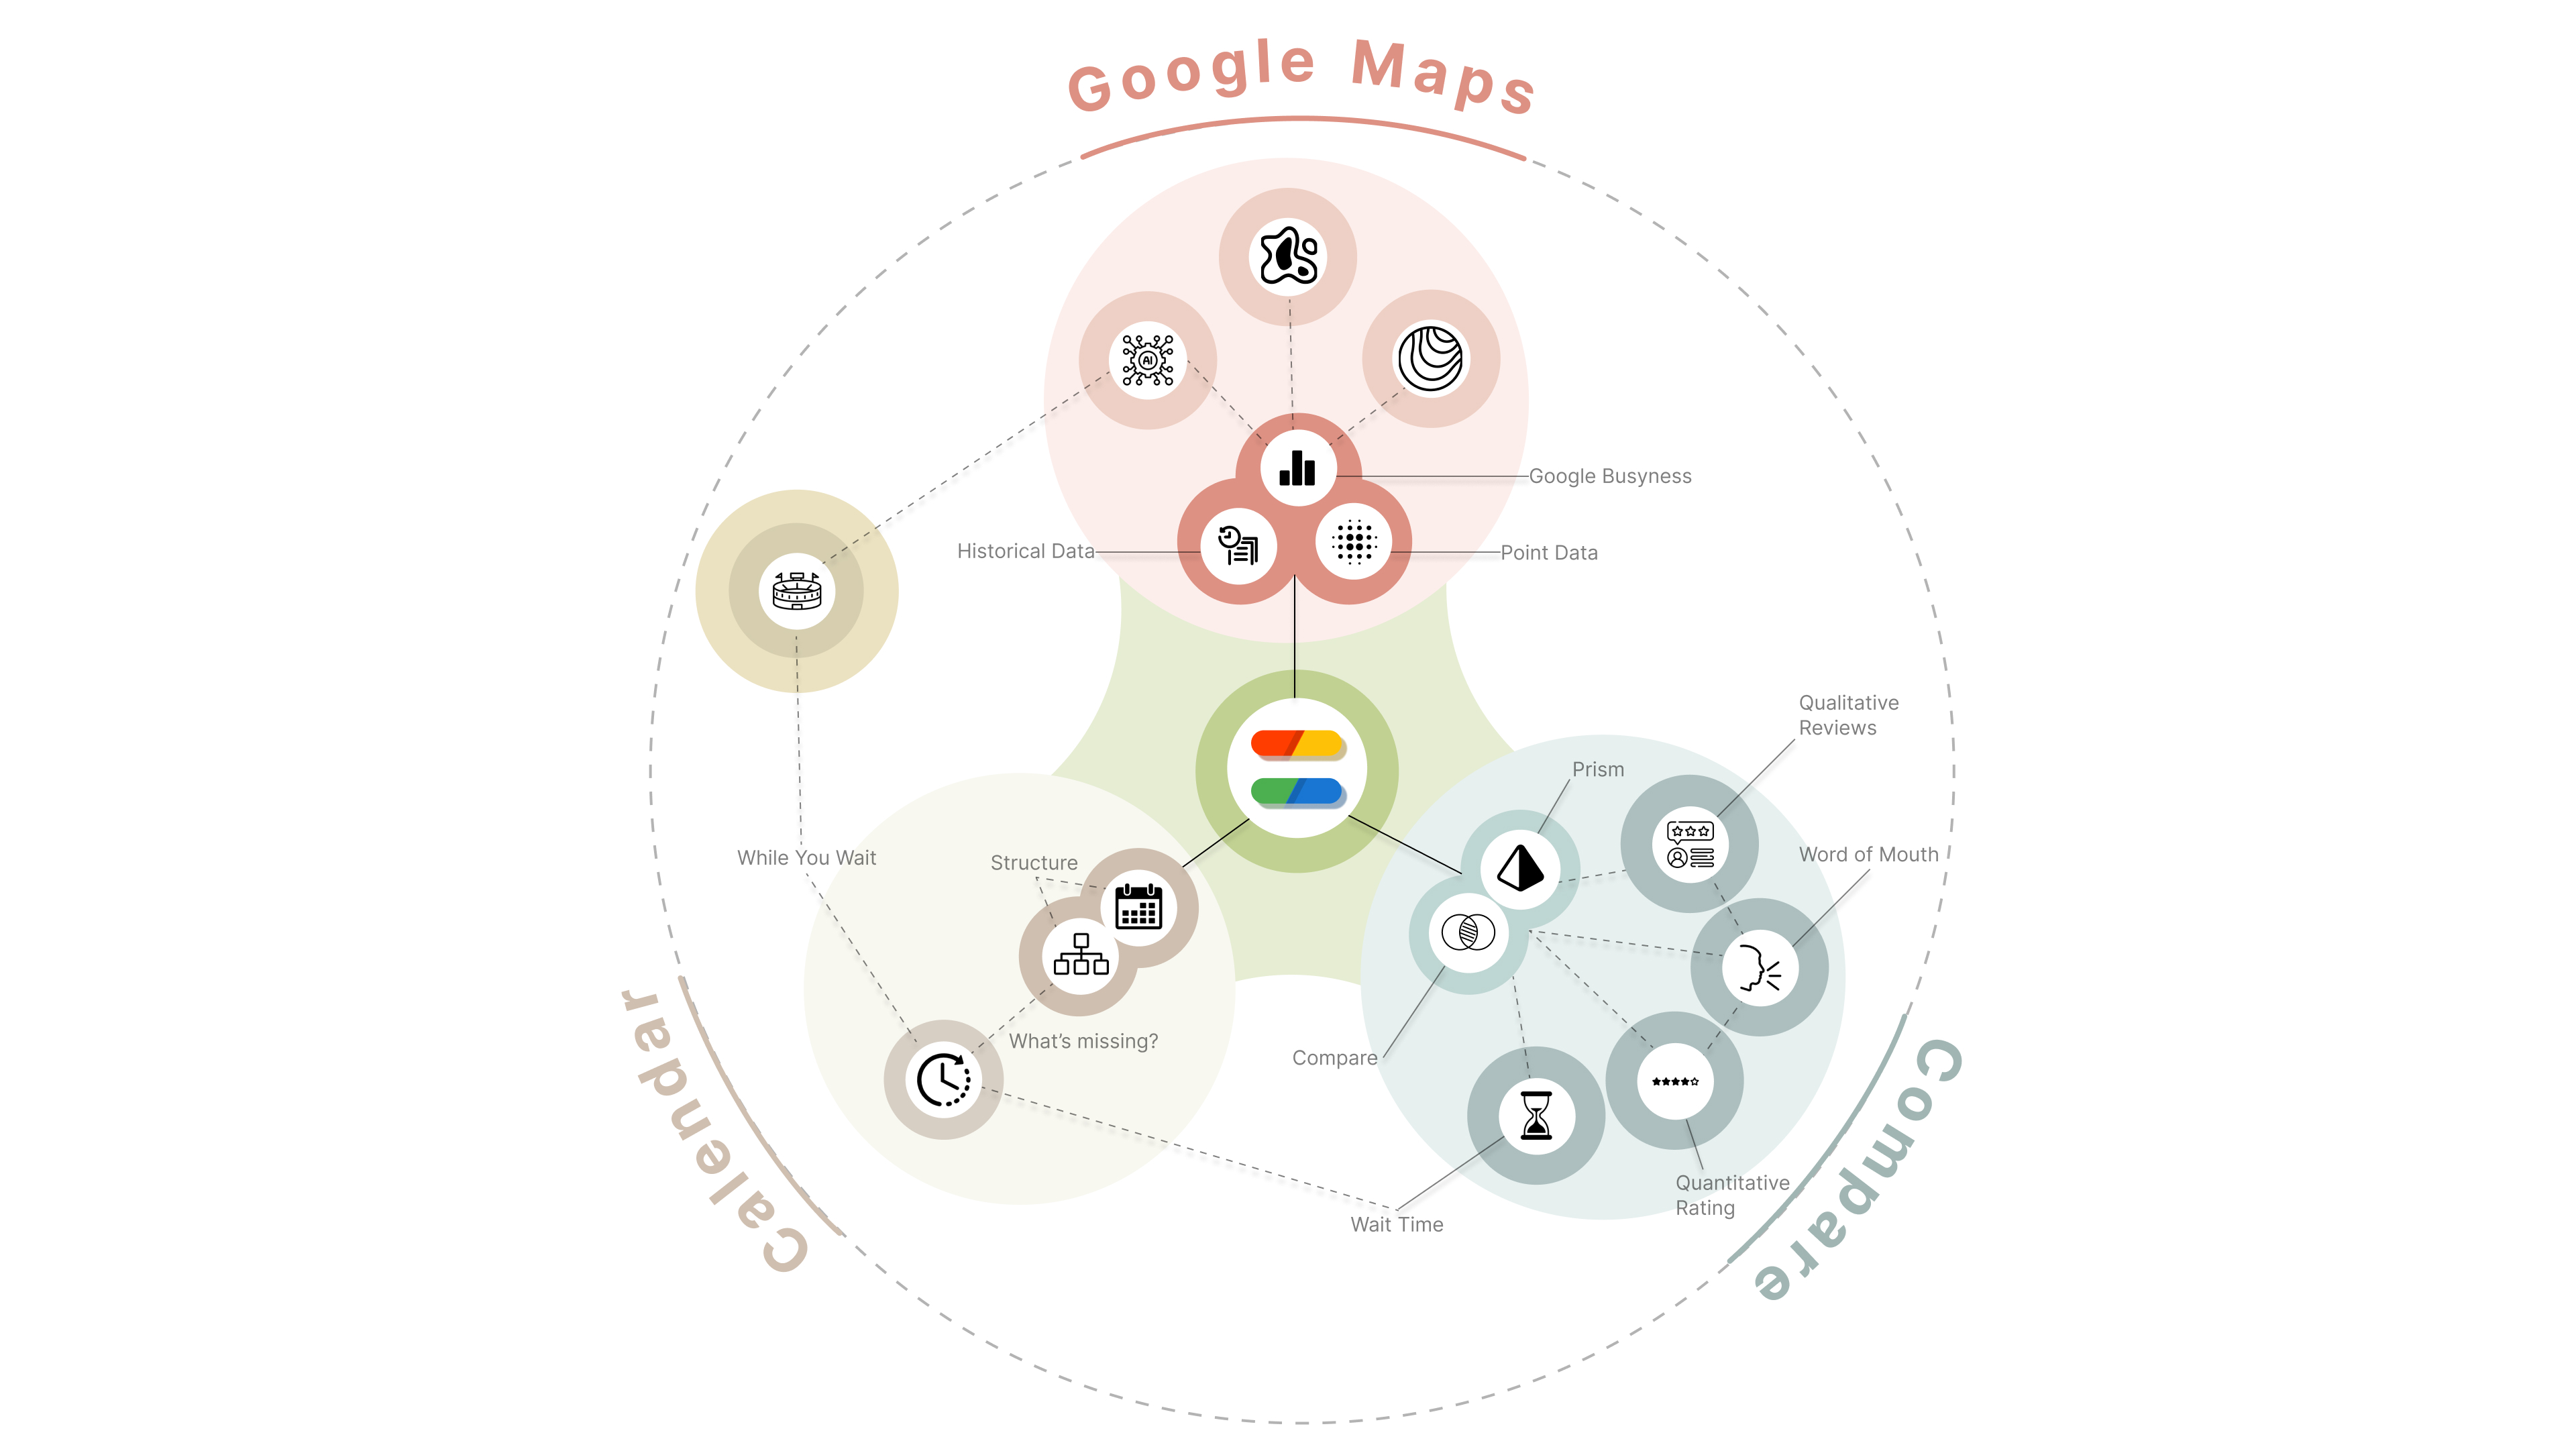 Google Maps
AI
Google Busyness
Historical Data
Point Data
Qualitative
Reviews
Prism
Word of Mouth
While You Wait
Structure
What's missing?
Compare
Quantitative
Rating
Wait Time
Calendar
Compare